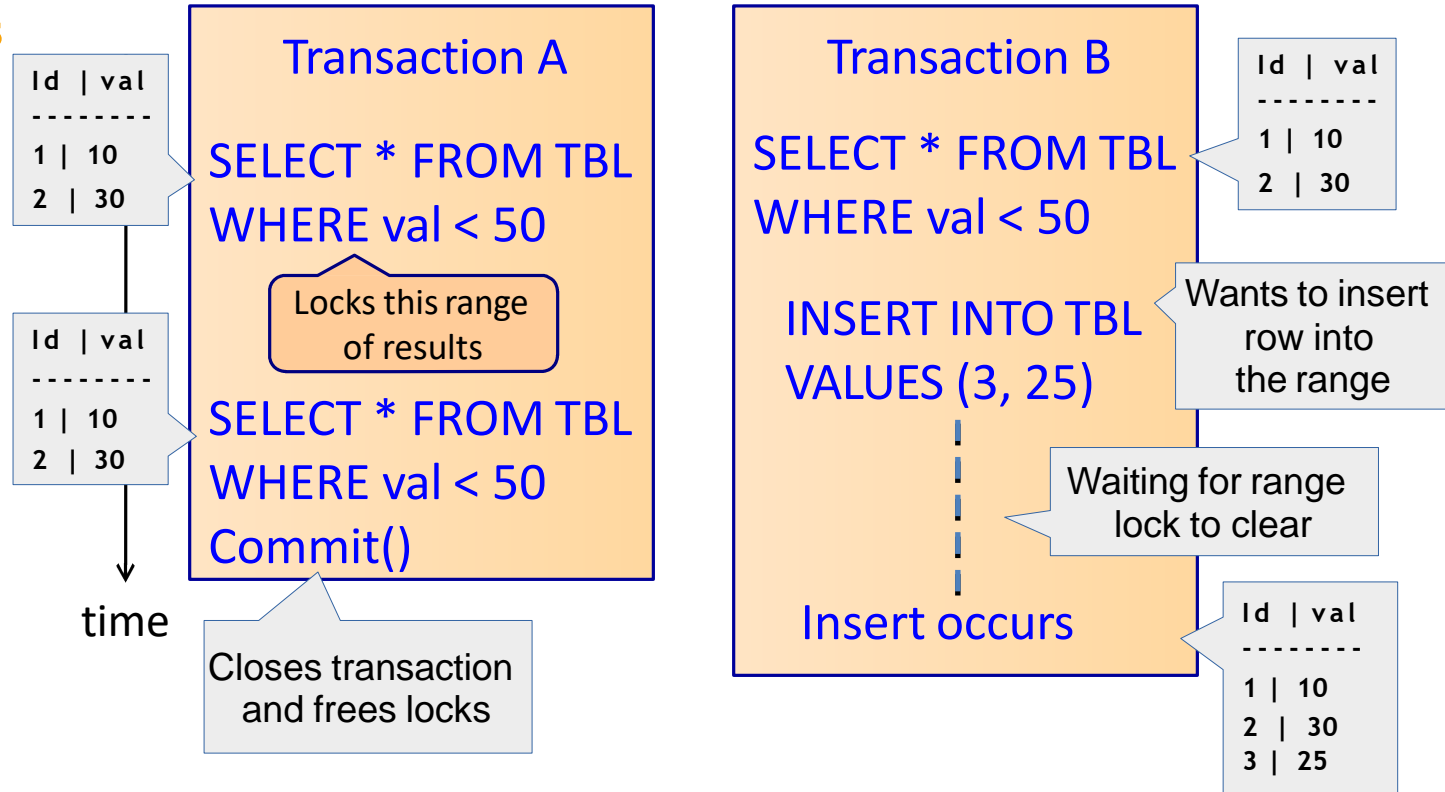 Transaction A
Id | val
--------
1 | 10
2 | 30
SELECT * FROM TBL
WHERE val < 50
Locks this range
of results
Id | val
--------
1 | 10
2 | 30
SELECT * FROM TBL
WHERE val < 50
Commit()
time
Closes transaction
and frees locks
Transaction B
SELECT * FROM TBL
WHERE val < 50
Id | val
--------
1 | 10
2 | 30
INSERT INTO TBL
VALUES (3, 25)
Wants to insert
row into
the range
Waiting for range
lock to clear
Insert occurs
Id | val
--------
1 | 10
2 | 30
3 | 25